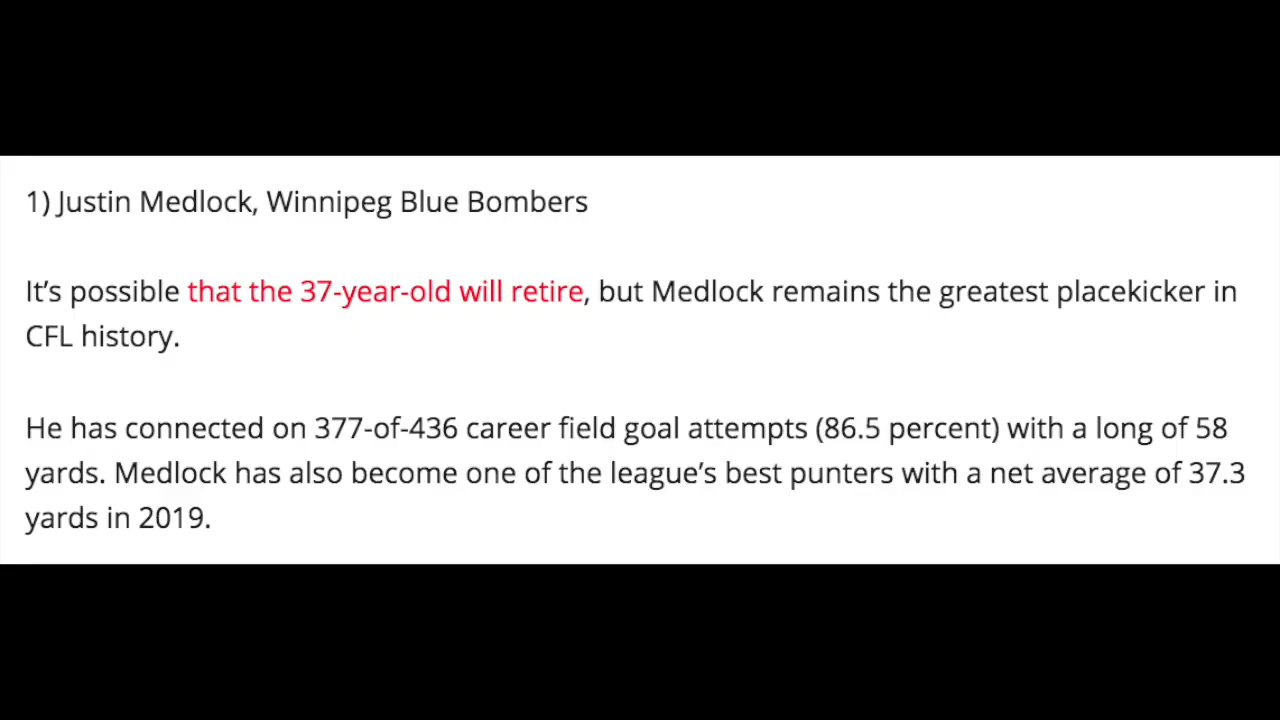 1) Justin Medlock, Winnipeg Blue Bombers
It’s possible that the 37-year-old will retire, but Medlock remains the greatest placekicker in
CFL history.
He has connected on 377-of-436 career field goal attempts (86.5 percent) with a long of 58
yards. Medlock has also become one of the league’s best punters with a net average of 37.3
yards in 2019.